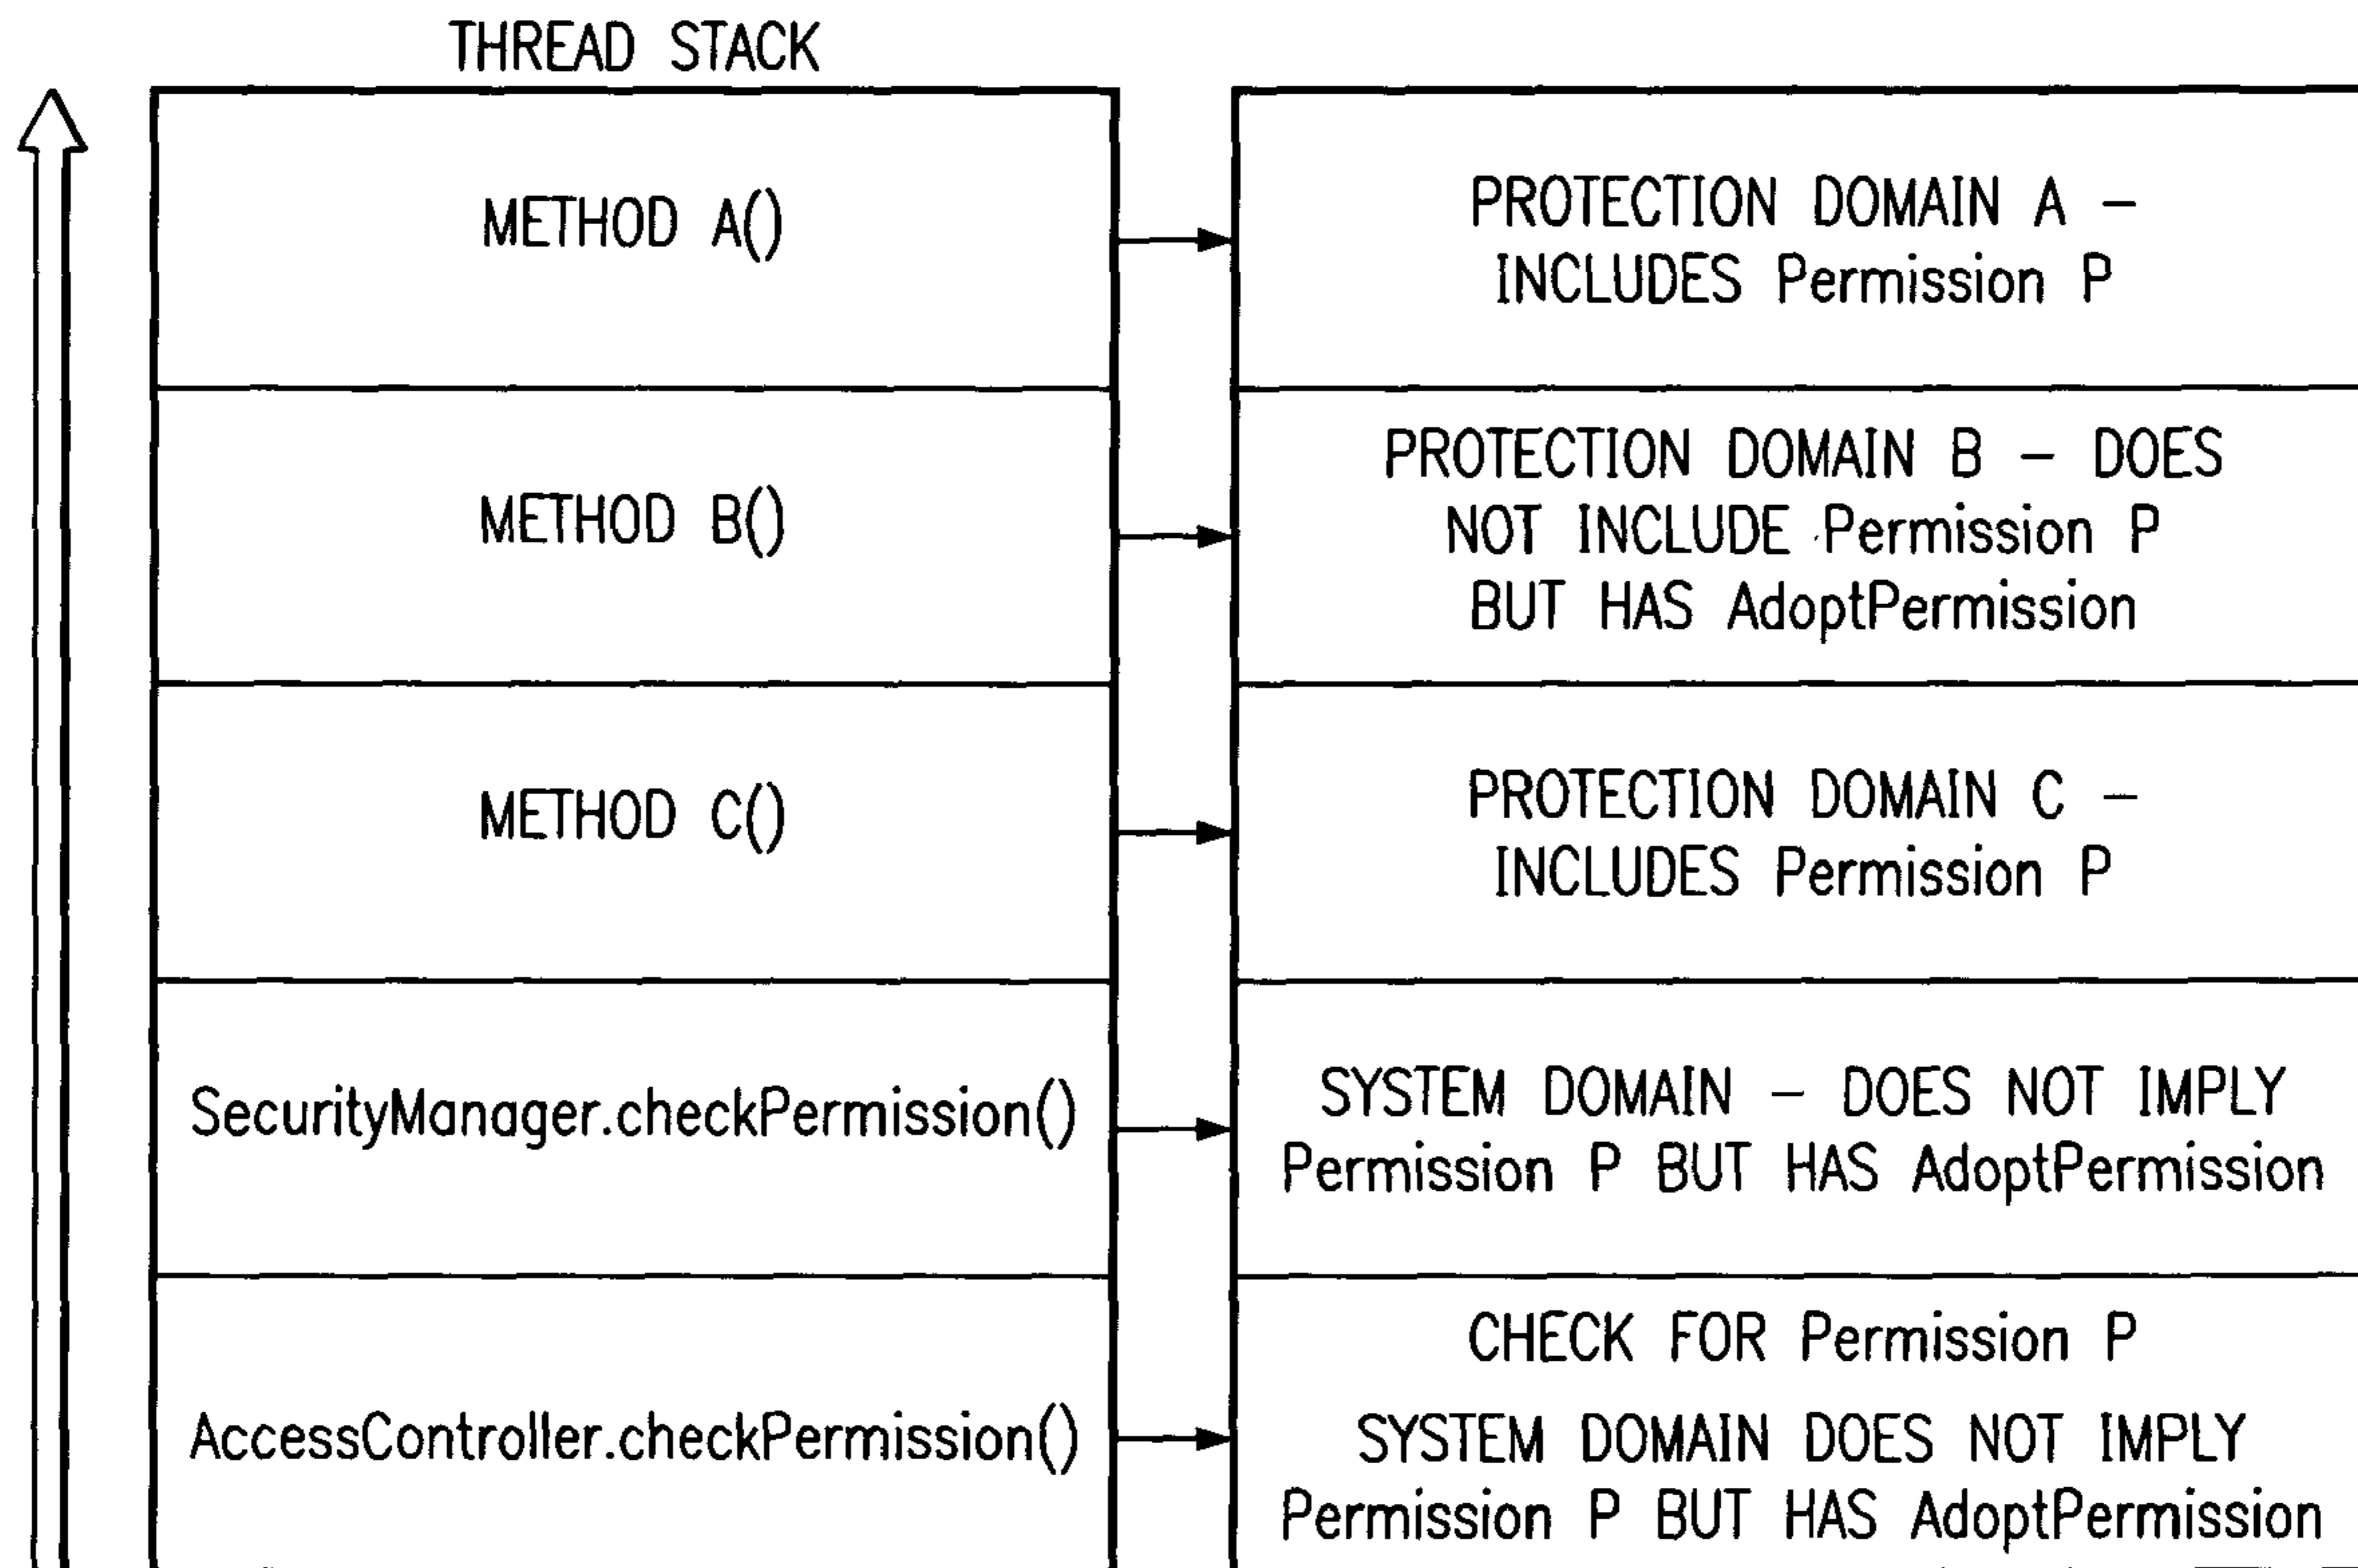 THREAD STACK
METHOD A()
PROTECTION DOMAIN A –
INCLUDES Permission P
METHOD B()
PROTECTION DOMAIN B – DOES
NOT INCLUDE Permission P
BUT HAS AdoptPermission
METHOD C()
PROTECTION DOMAIN C –
INCLUDES Permission P
SecurityManager.checkPermission()
SYSTEM DOMAIN – DOES NOT IMPLY
Permission P BUT HAS AdoptPermission
AccessController.checkPermission()
CHECK FOR Permission P
SYSTEM DOMAIN DOES NOT IMPLY
Permission P BUT HAS AdoptPermission